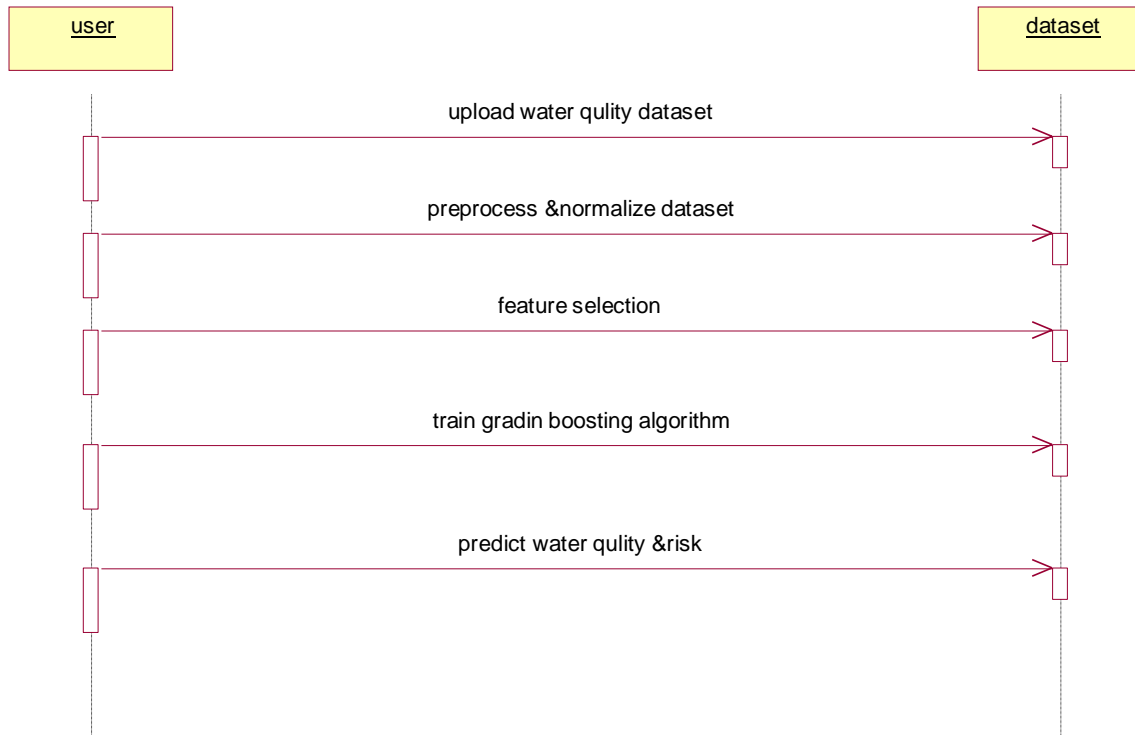 user
dataset
upload water qulity dataset
preprocess &normalize dataset
feature selection
train gradin boosting algorithm
predict water qulity &risk